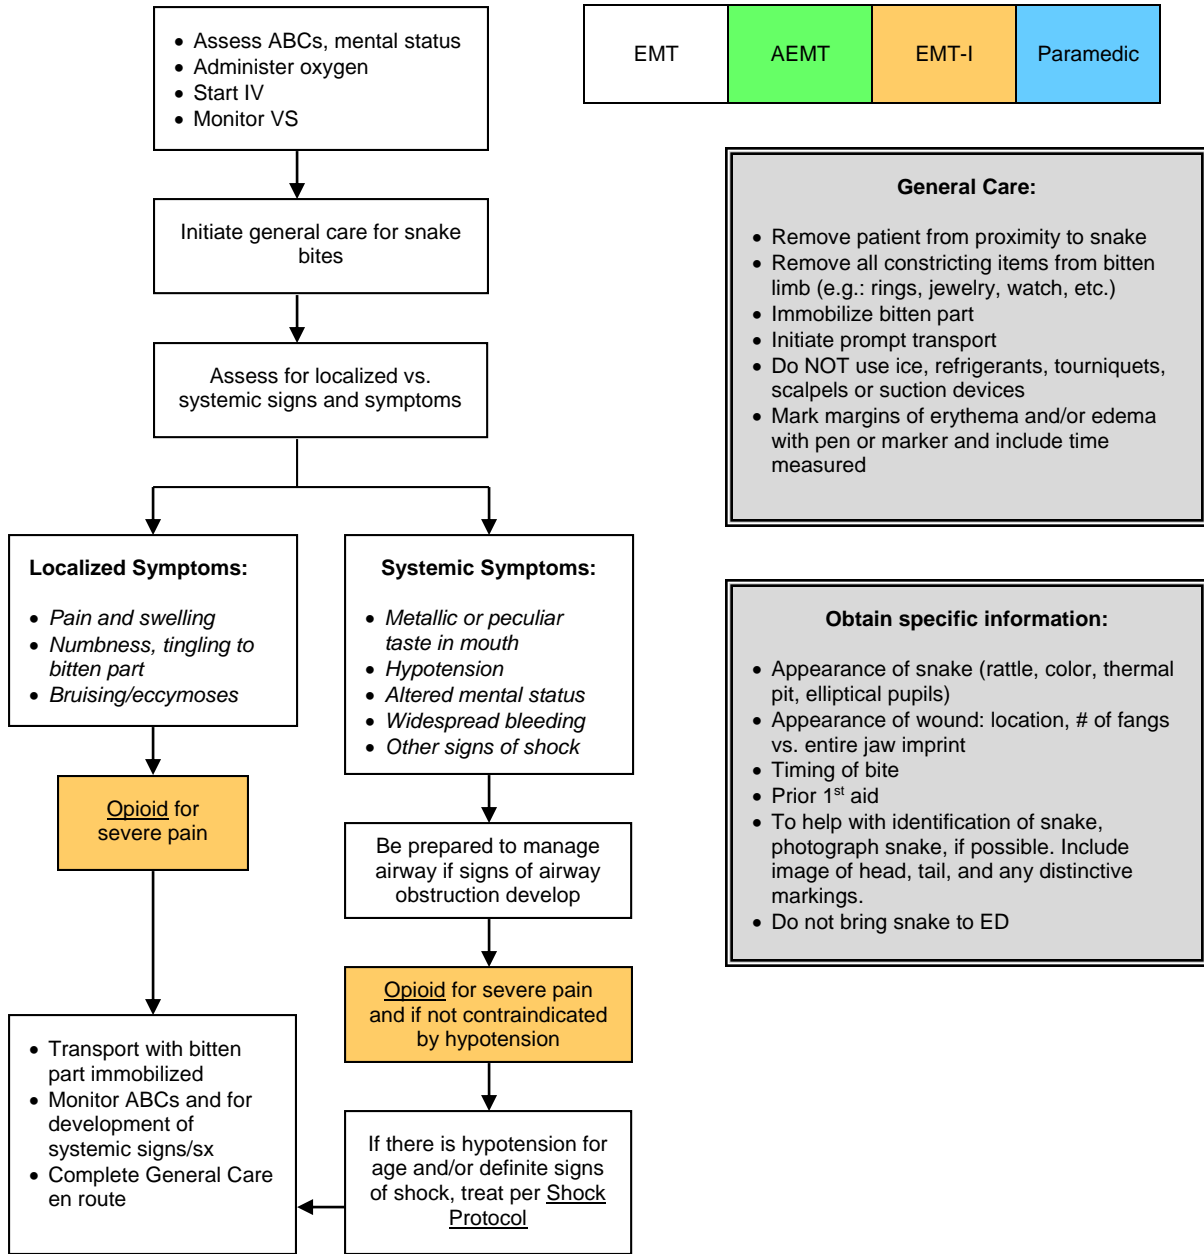 • Assess ABCs, mental status
• Administer oxygen
• Start IV
• Monitor VS
EMT
AEMT
EMT-I
Paramedic
Initiate general care for snake
bites
Assess for localized vs.
systemic signs and symptoms
General Care:
• Remove patient from proximity to snake
• Remove all constricting items from bitten
limb (e.g.: rings, jewelry, watch, etc.)
• Immobilize bitten part
• Initiate prompt transport
• Do NOT use ice, refrigerants, tourniquets,
scalpels or suction devices
• Mark margins of erythema and/or edema
with pen or marker and include time
measured
Localized Symptoms:
• Pain and swelling
• Numbness, tingling to
bitten part
• Bruising/eccymoses
Systemic Symptoms:
• Metallic or peculiar
taste in mouth
• Hypotension
• Altered mental status
• Widespread bleeding
• Other signs of shock
Obtain specific information:
• Appearance of snake (rattle, color, thermal
pit, elliptical pupils)
• Appearance of wound: location, # of fangs
vs. entire jaw imprint
• Timing of bite
• Prior 1st aid
• To help with identification of snake,
photograph snake, if possible. Include
image of head, tail, and any distinctive
markings.
• Do not bring snake to ED
Opioid for
severe pain
Be prepared to manage
airway if signs of airway
obstruction develop
Opioid for severe pain
and if not contraindicated
by hypotension
• Transport with bitten
part immobilized
• Monitor ABCs and for
development of
systemic signs/sx
• Complete General Care
en route
If there is hypotension for
age and/or definite signs
of shock, treat per Shock
Protocol